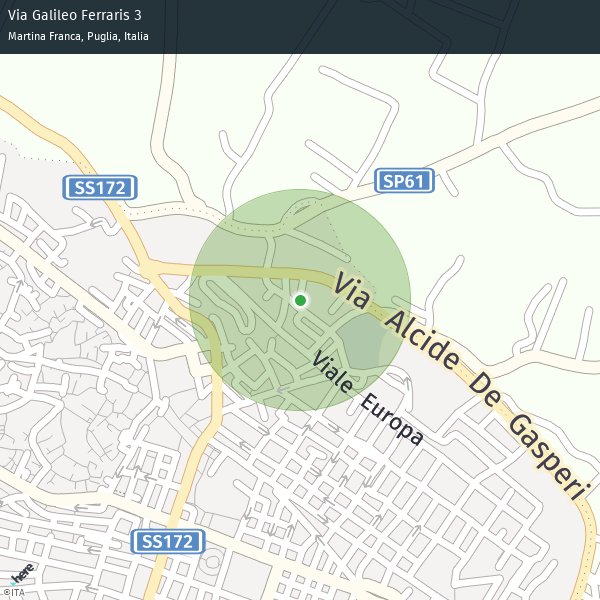 Via Galileo Ferraris 3
Martina Franca, Puglia, Italia
SS172
SP61
Via Alcide De Gasperi
Viale Europa
SS172
here
©ITA